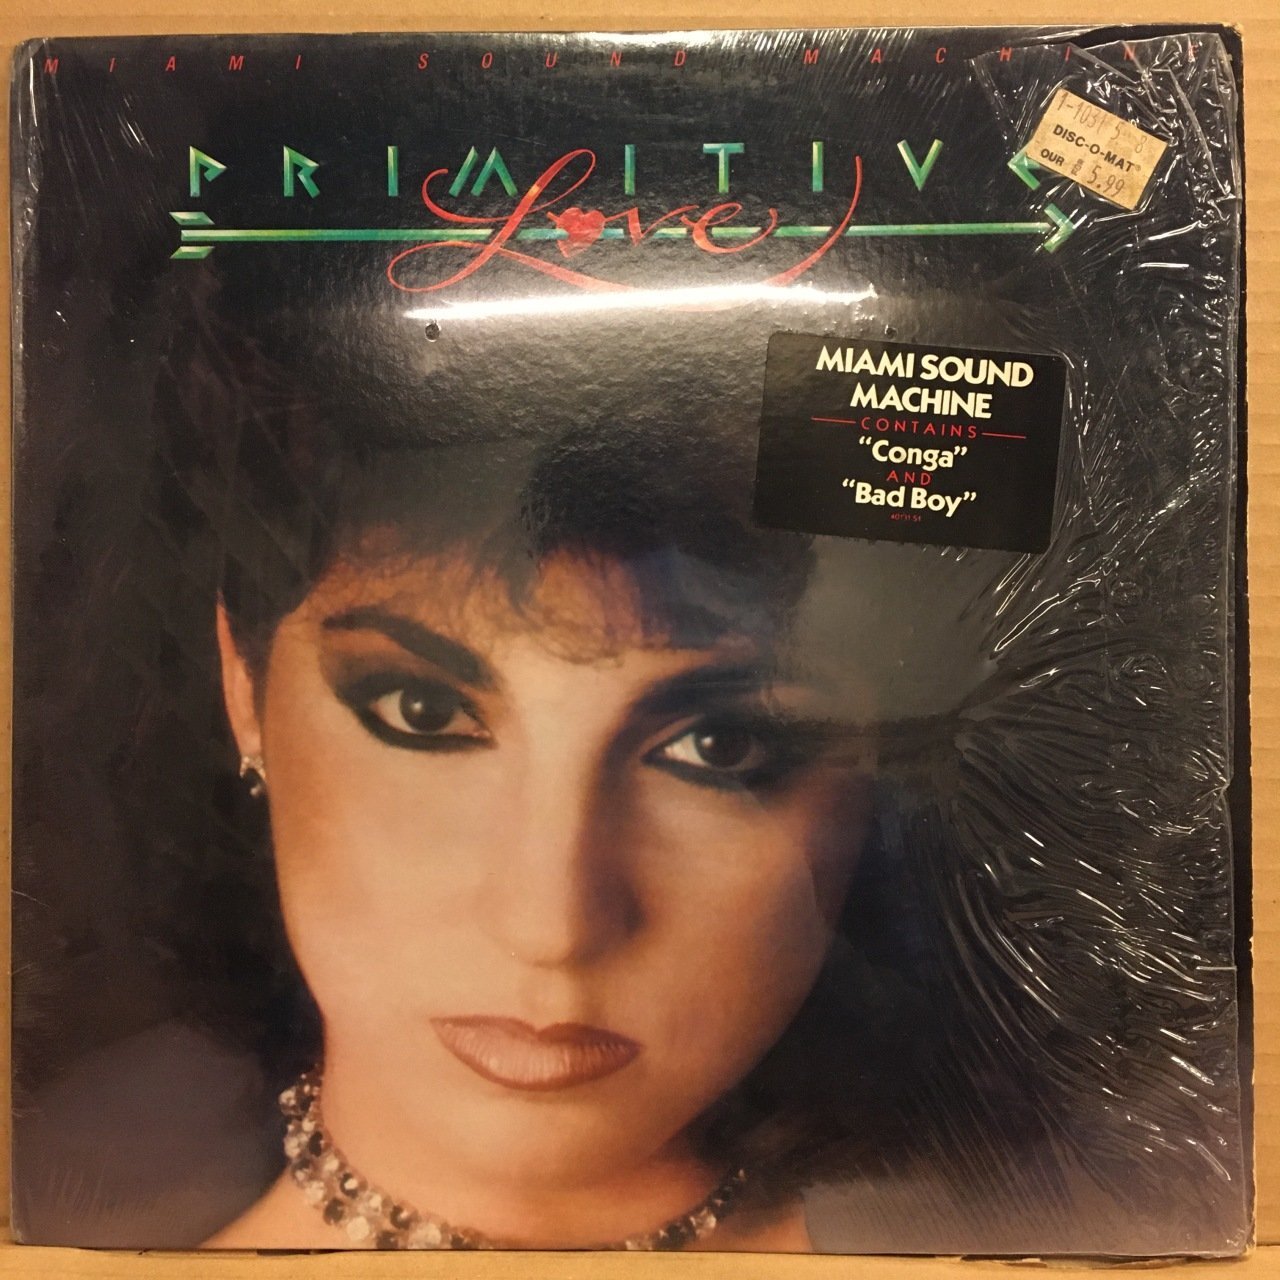 MIAMI SOUND MACHINE
PRIMITIVE
Love
DISC-O-MAT
OUR $5.99
MIAMI SOUND
MACHINE
CONTAINS
“Conga”
AND
“Bad Boy”